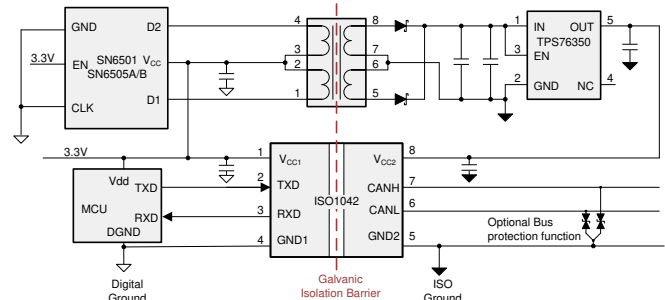 GND
D2
4
8
1
IN
OUT
5
TPS76350
3.3V
EN
SN6501
VCC
SN6505A/B
3
2
7
6
3
EN
CLK
D1
1
5
2
GND
NC
4
3.3V
1
VCC1
VCC2
8
Vdd
TXD
2
TXD
ISO1042
CANH
7
MCU
RXD
3
RXD
CANL
6
DGND
4
GND1
GND2
5
Optional Bus
protection function
Digital
Ground
Galvanic
Isolation Barrier
ISO
Ground